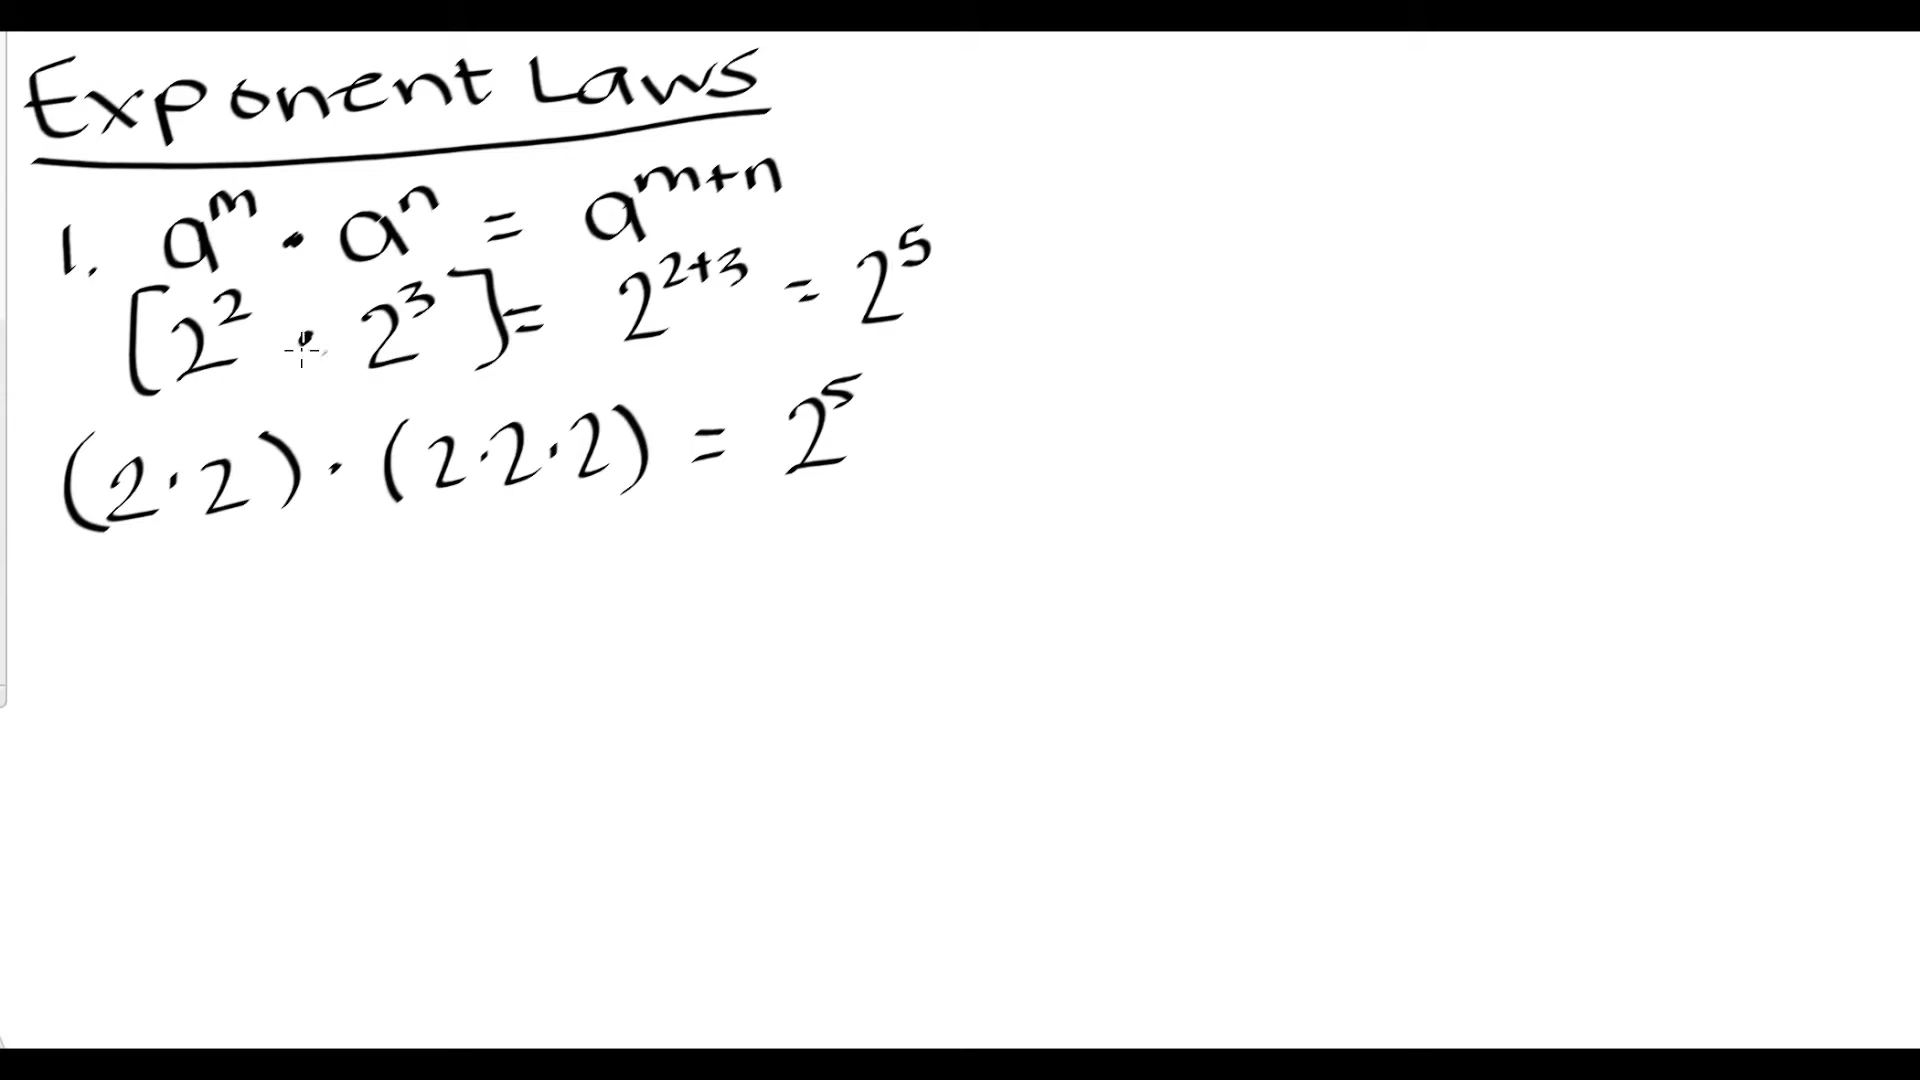 Exponent Laws
1. a^m · a^n = a^{m+n}
[2^2 · 2^3] = 2^{2+3} = 2^5
(2·2) · (2·2·2) = 2^5